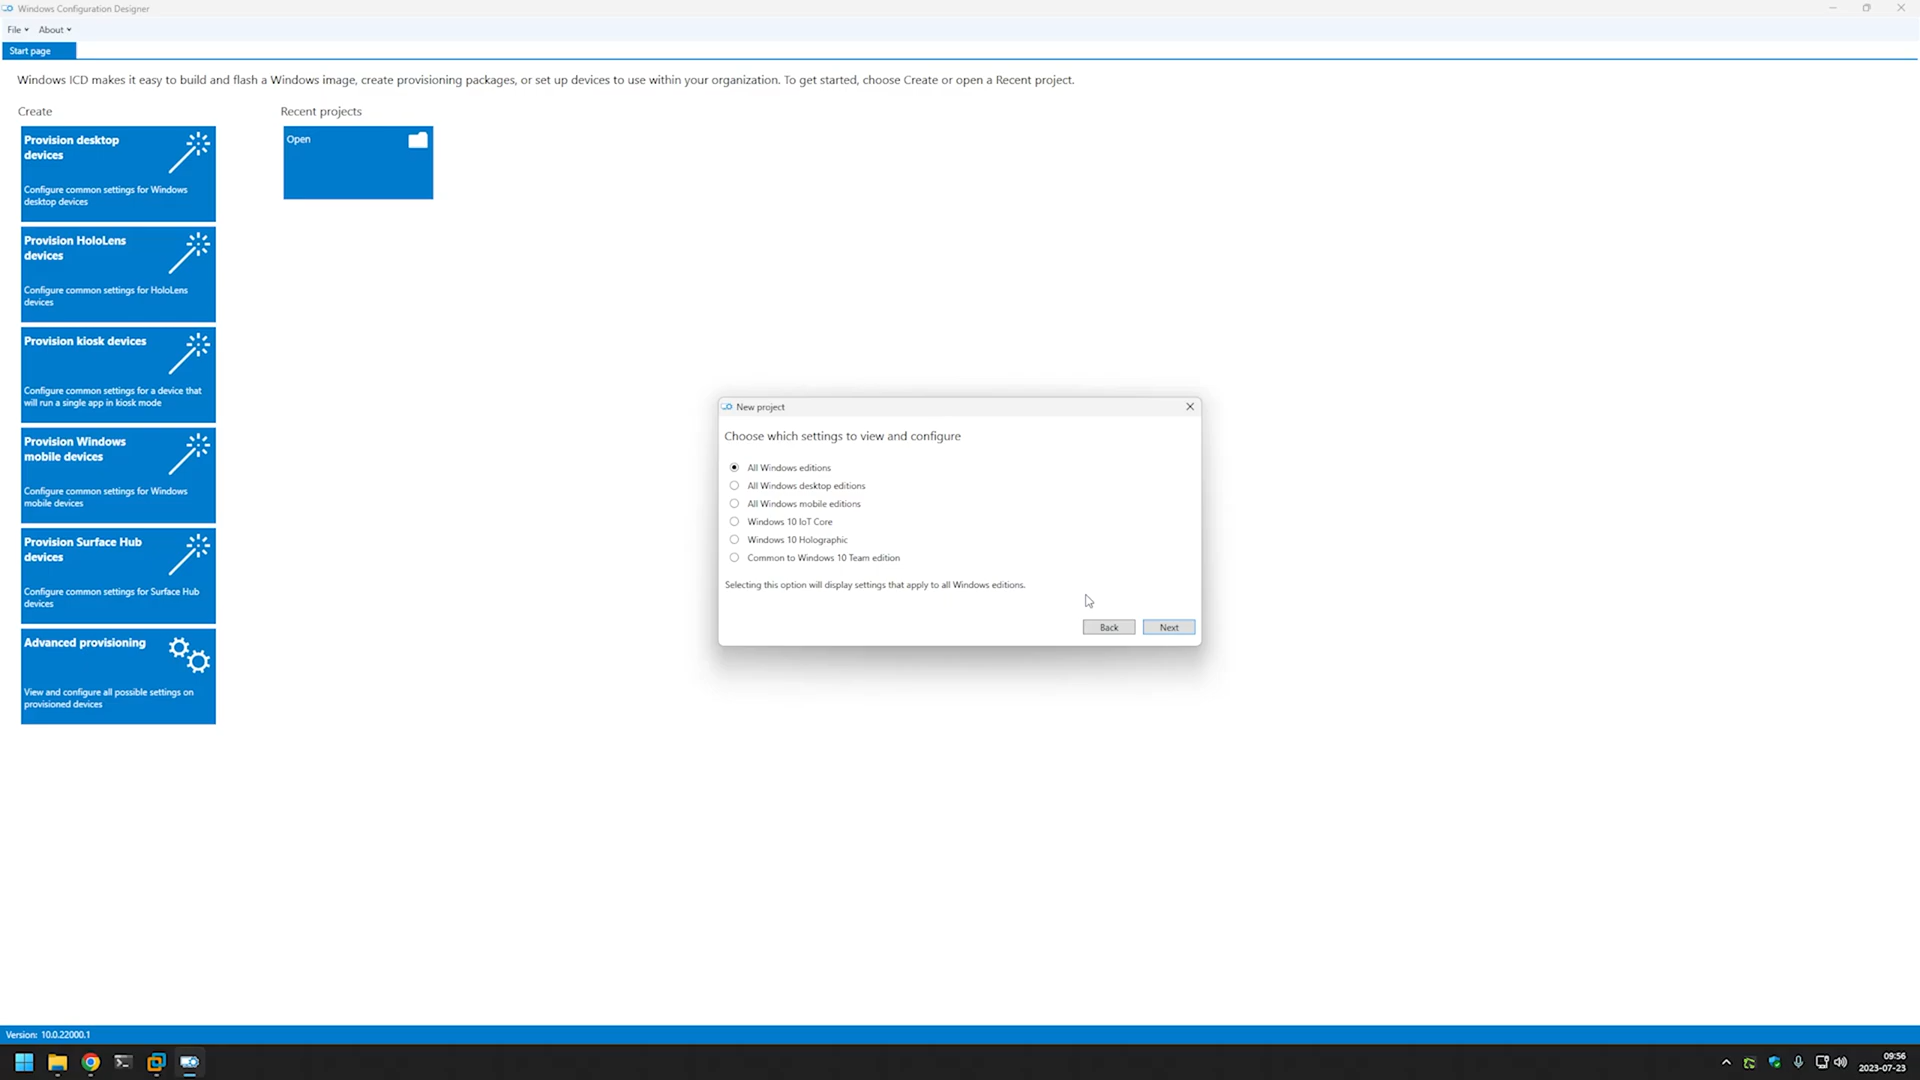 Windows Configuration Designer
File
About
Start page
Windows ICD makes it easy to build and flash a Windows image, create provisioning packages, or set up devices to use within your organization. To get started, choose Create or open a Recent project.
Create
Recent projects
Provision desktop
devices
Configure common settings for Windows
desktop devices
Open
Provision HoloLens
devices
Configure common settings for HoloLens
devices
Provision kiosk devices
Configure common settings for a device that
will run a single app in kiosk mode
Provision Windows
mobile devices
Configure common settings for Windows
mobile devices
Provision Surface Hub
devices
Configure common settings for Surface Hub
devices
Advanced provisioning
View and configure all possible settings on
provisioned devices
New project
Choose which settings to view and configure
All Windows editions
All Windows desktop editions
All Windows mobile editions
Windows 10 IoT Core
Windows 10 Holographic
Common to Windows 10 Team edition
Selecting this option will display settings that apply to all Windows editions.
Back
Next
Version: 10.0.22000.1
09:56
2023-07-23